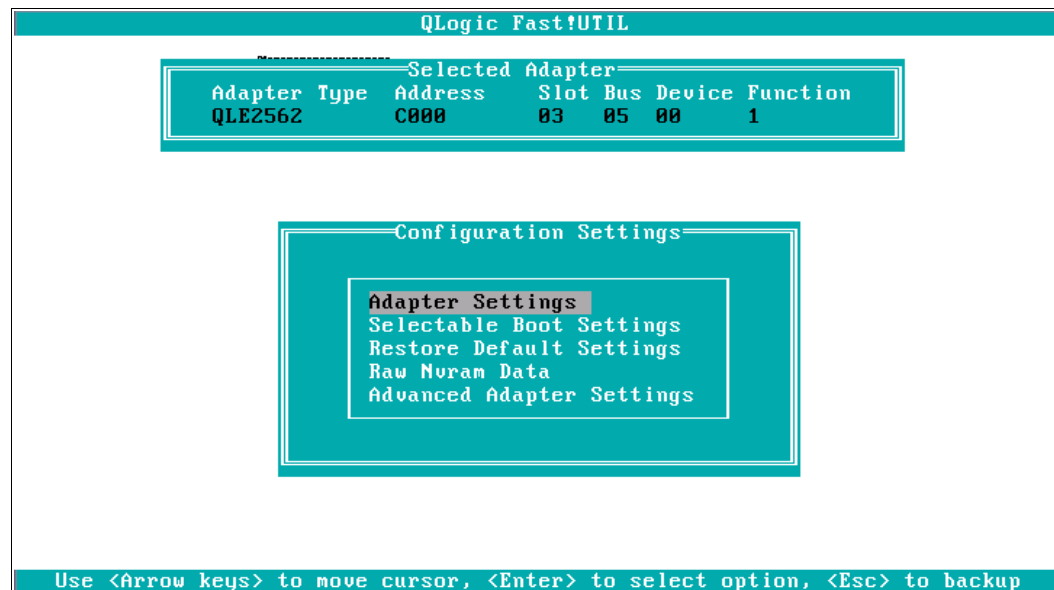 QLogic Fast!UTIL
Selected Adapter
Adapter Type Address Slot Bus Device Function
QLE2562 C000 03 05 00 1
Configuration Settings
Adapter Settings
Selectable Boot Settings
Restore Default Settings
Raw Nvram Data
Advanced Adapter Settings
Use <Arrow keys> to move cursor, <Enter> to select option, <Esc> to backup